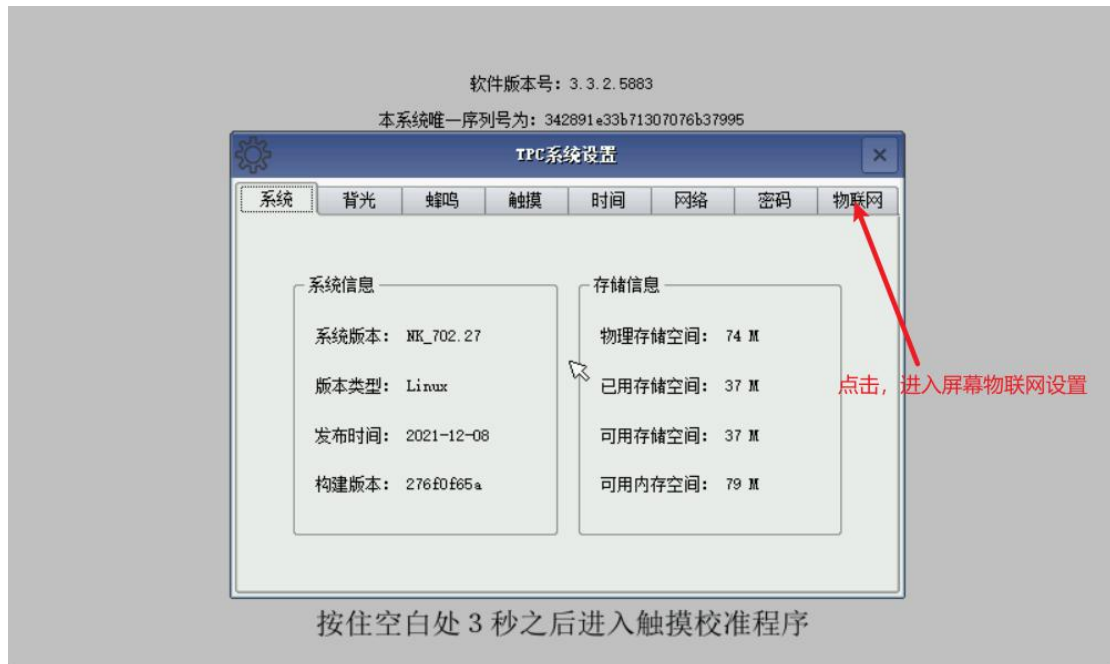 软件版本号：3.3.2.5883
本系统唯一序列号为：342891e33b71307076b37995
TPC系统设置
系统 背光 蜂鸣 触摸 时间 网络 密码 物联网
系统信息
系统版本：NK_702.27
版本类型：Linux
发布时间：2021-12-08
构建版本：276f0f65a
存储信息
物理存储空间：74 M
已用存储空间：37 M
可用存储空间：37 M
可用内存空间：79 M
点击，进入屏幕物联网设置
按住空白处 3 秒之后进入触摸校准程序